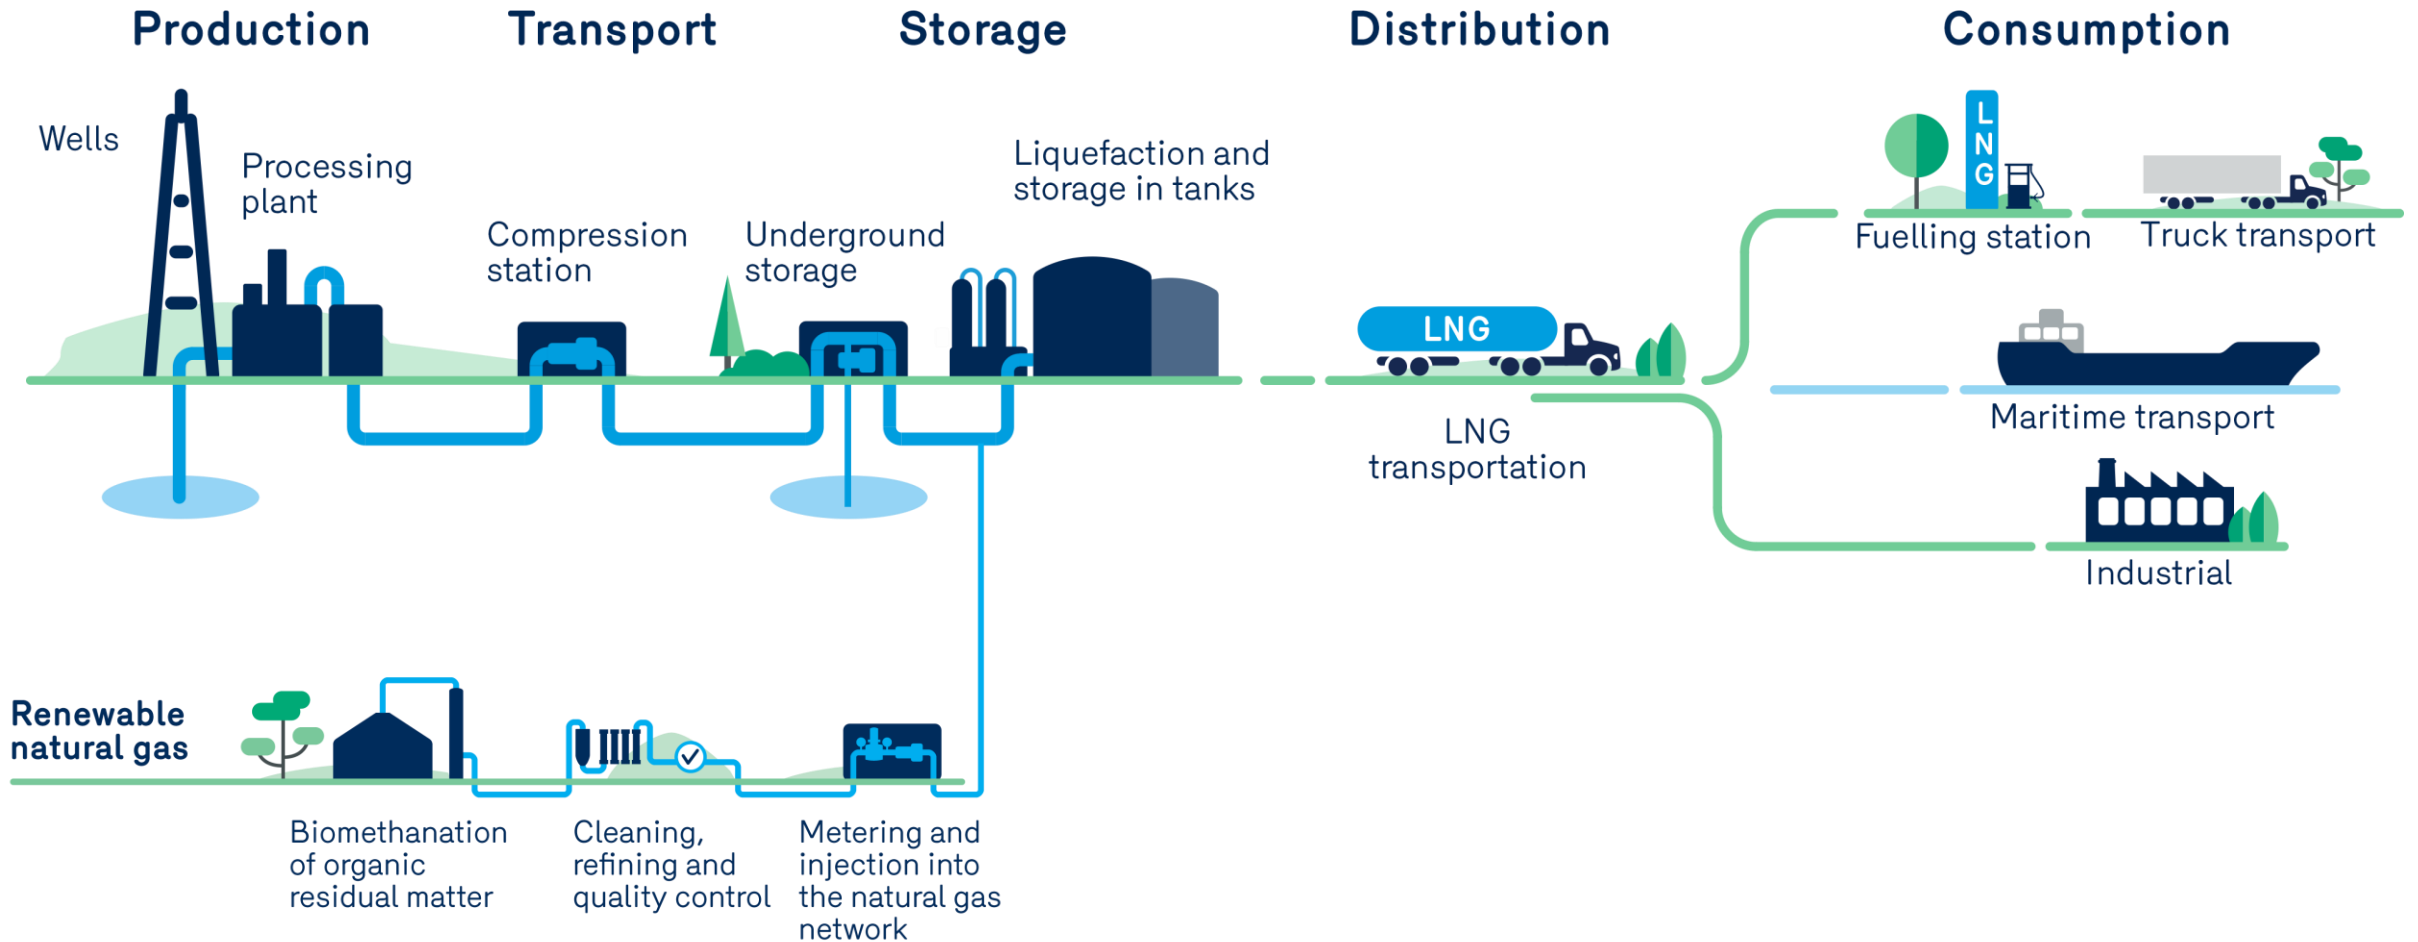 Production
Transport
Storage
Distribution
Consumption
Wells
Processing
plant
Compression
station
Underground
storage
Liquefaction and
storage in tanks
LNG
LNG
transportation
L
N
G
Fuelling station
Truck transport
Maritime transport
Industrial
Renewable
natural gas
Biomethanation
of organic
residual matter
Cleaning,
refining and
quality control
Metering and
injection into
the natural gas
network